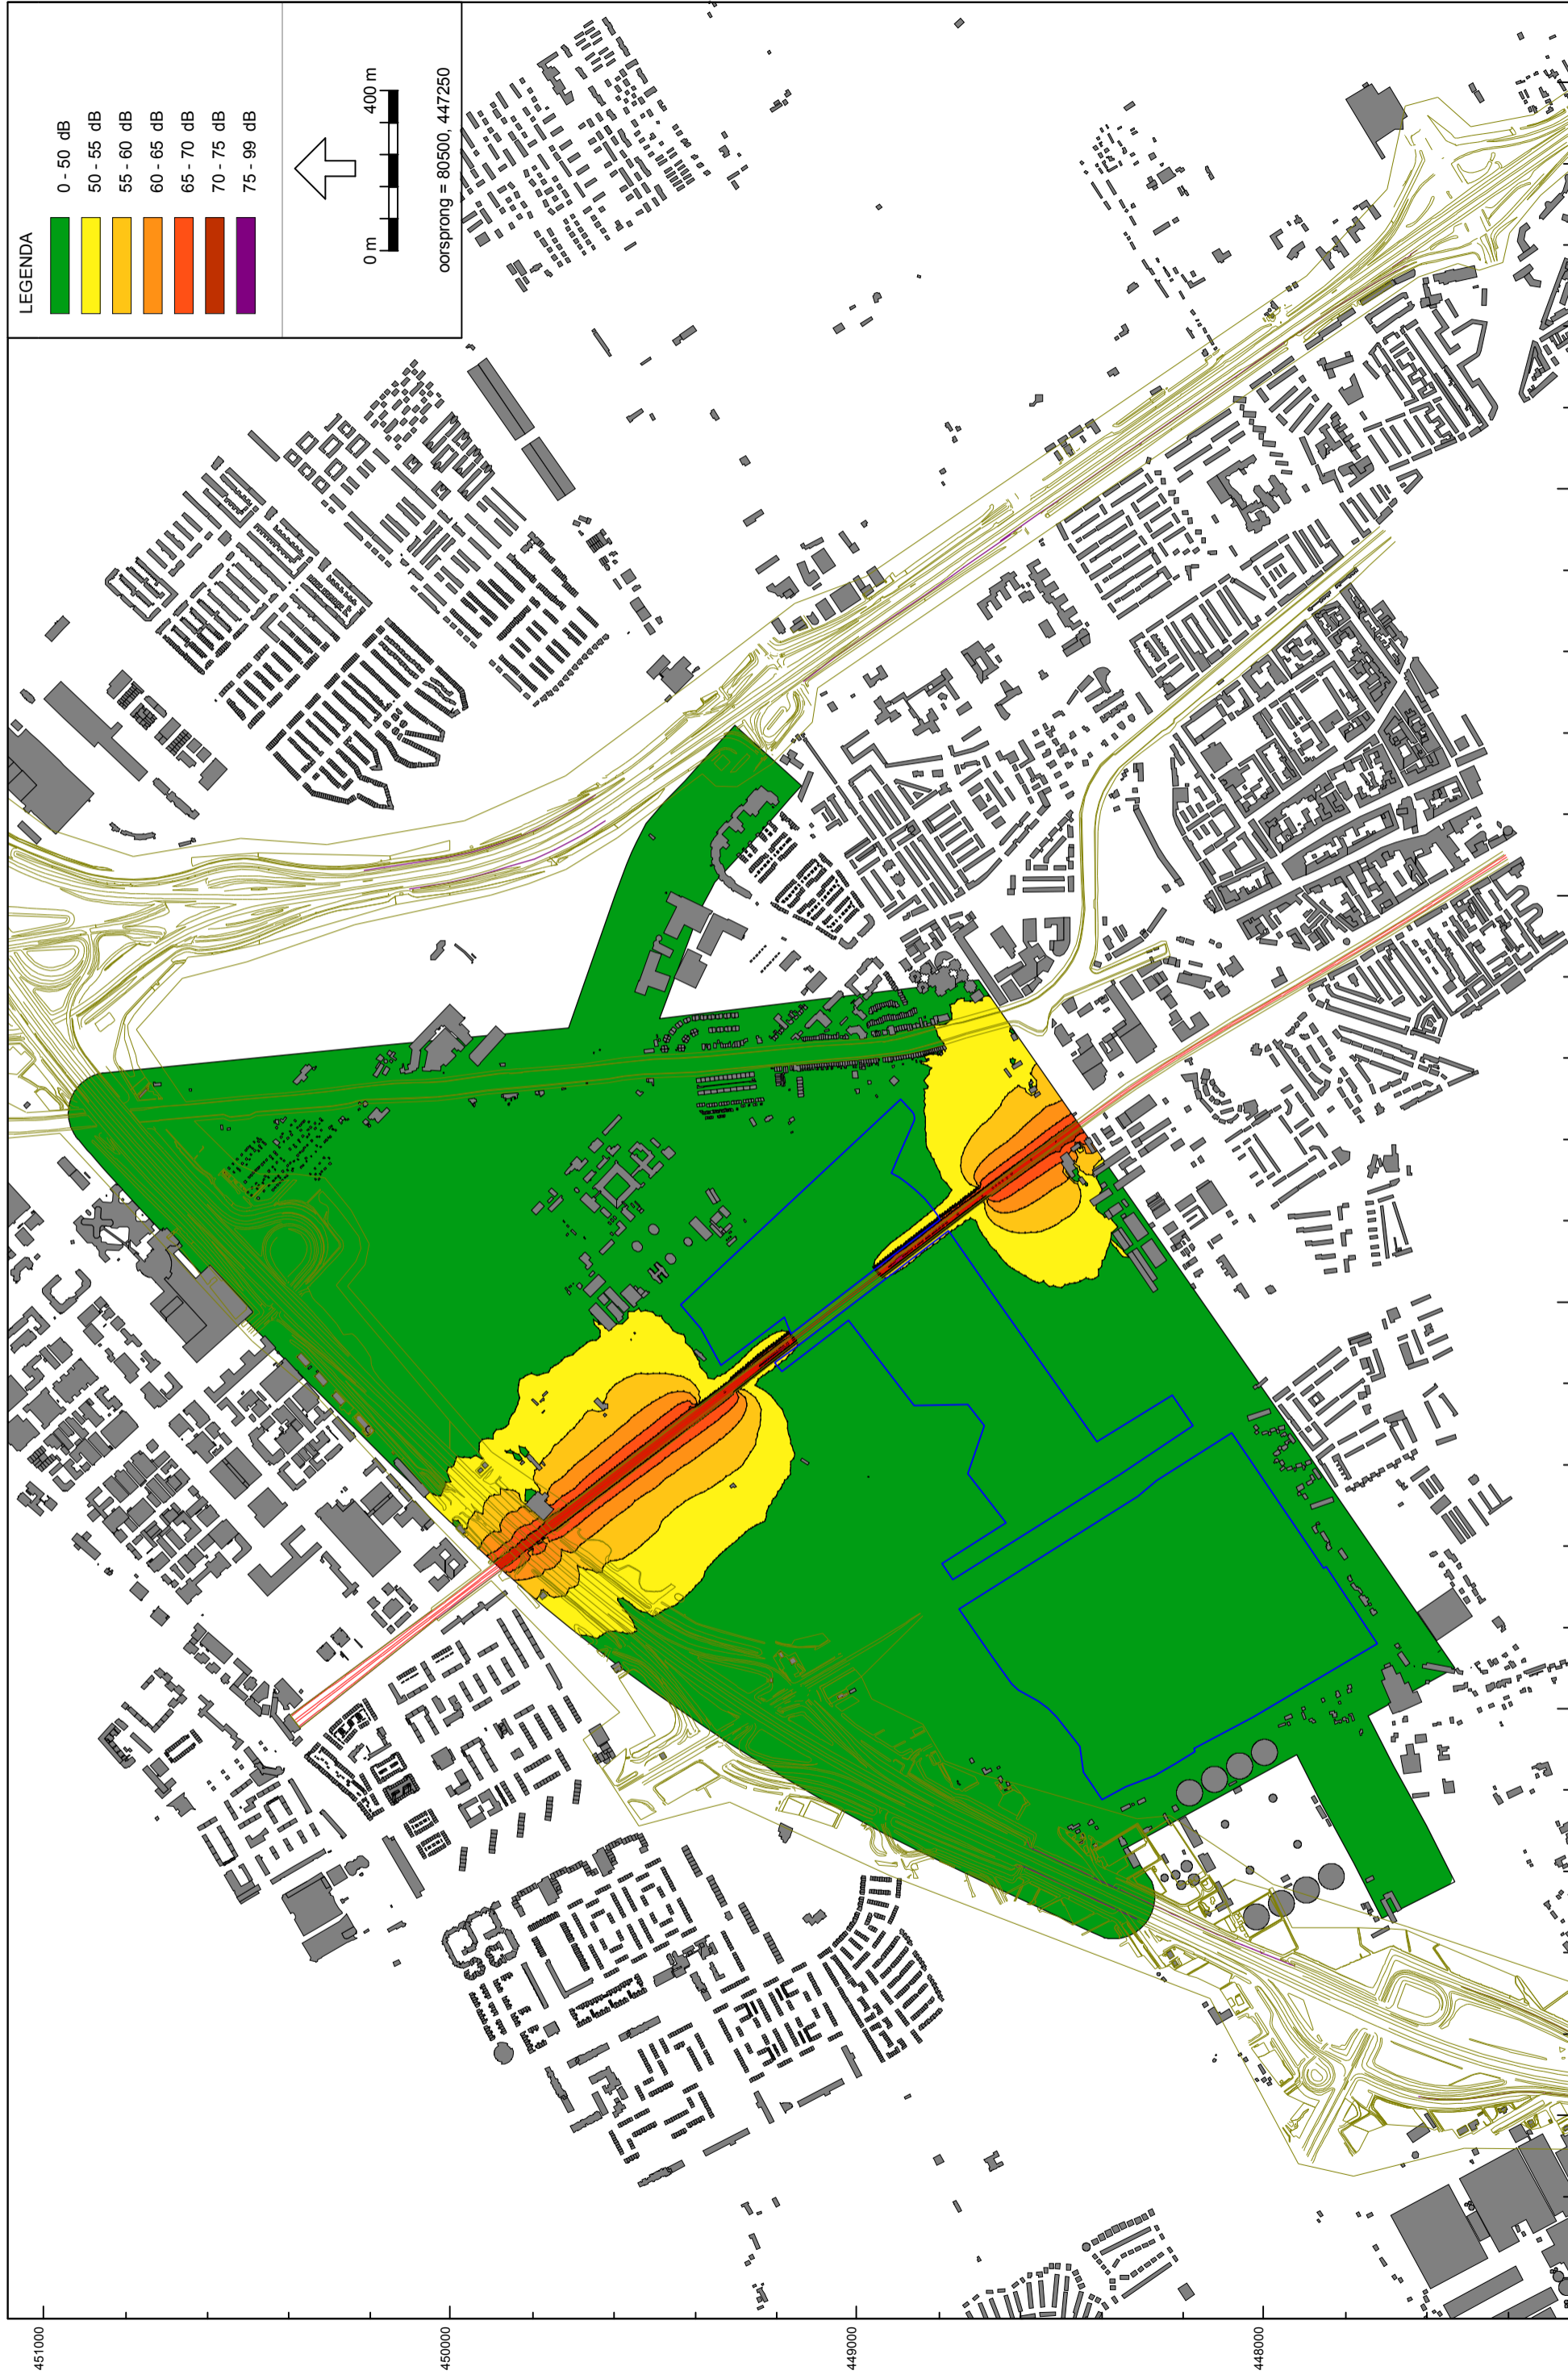 LEGENDA
0 - 50 dB
50 - 55 dB
55 - 60 dB
60 - 65 dB
65 - 70 dB
70 - 75 dB
75 - 99 dB
0 m 400 m
oorsprong = 80500, 447250
451000
450000
449000
448000